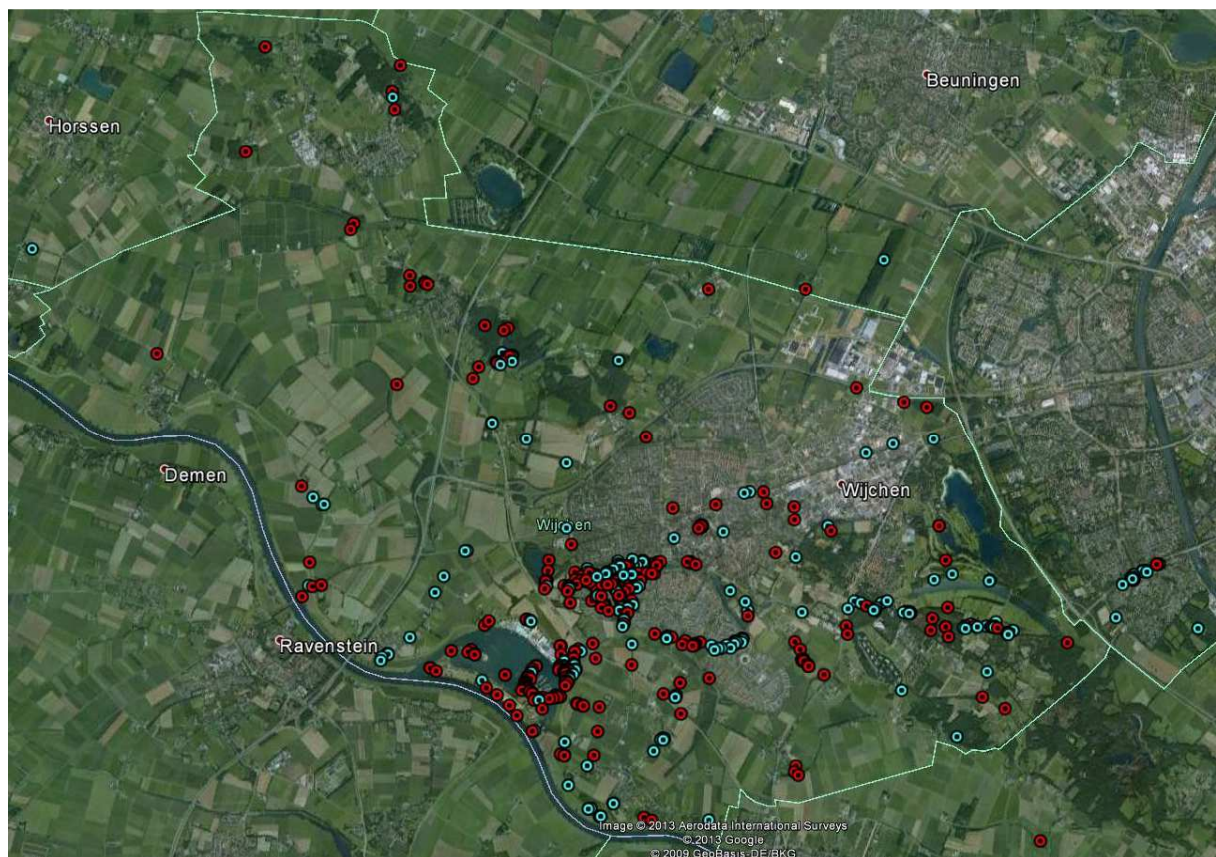 Beuningen
Horssen
Demen
Wijchen
Wijchen
Ravenstein
Image © 2013 Aerodata International Surveys
© 2013 Google
© 2009 GeoBasis-DE/BKG